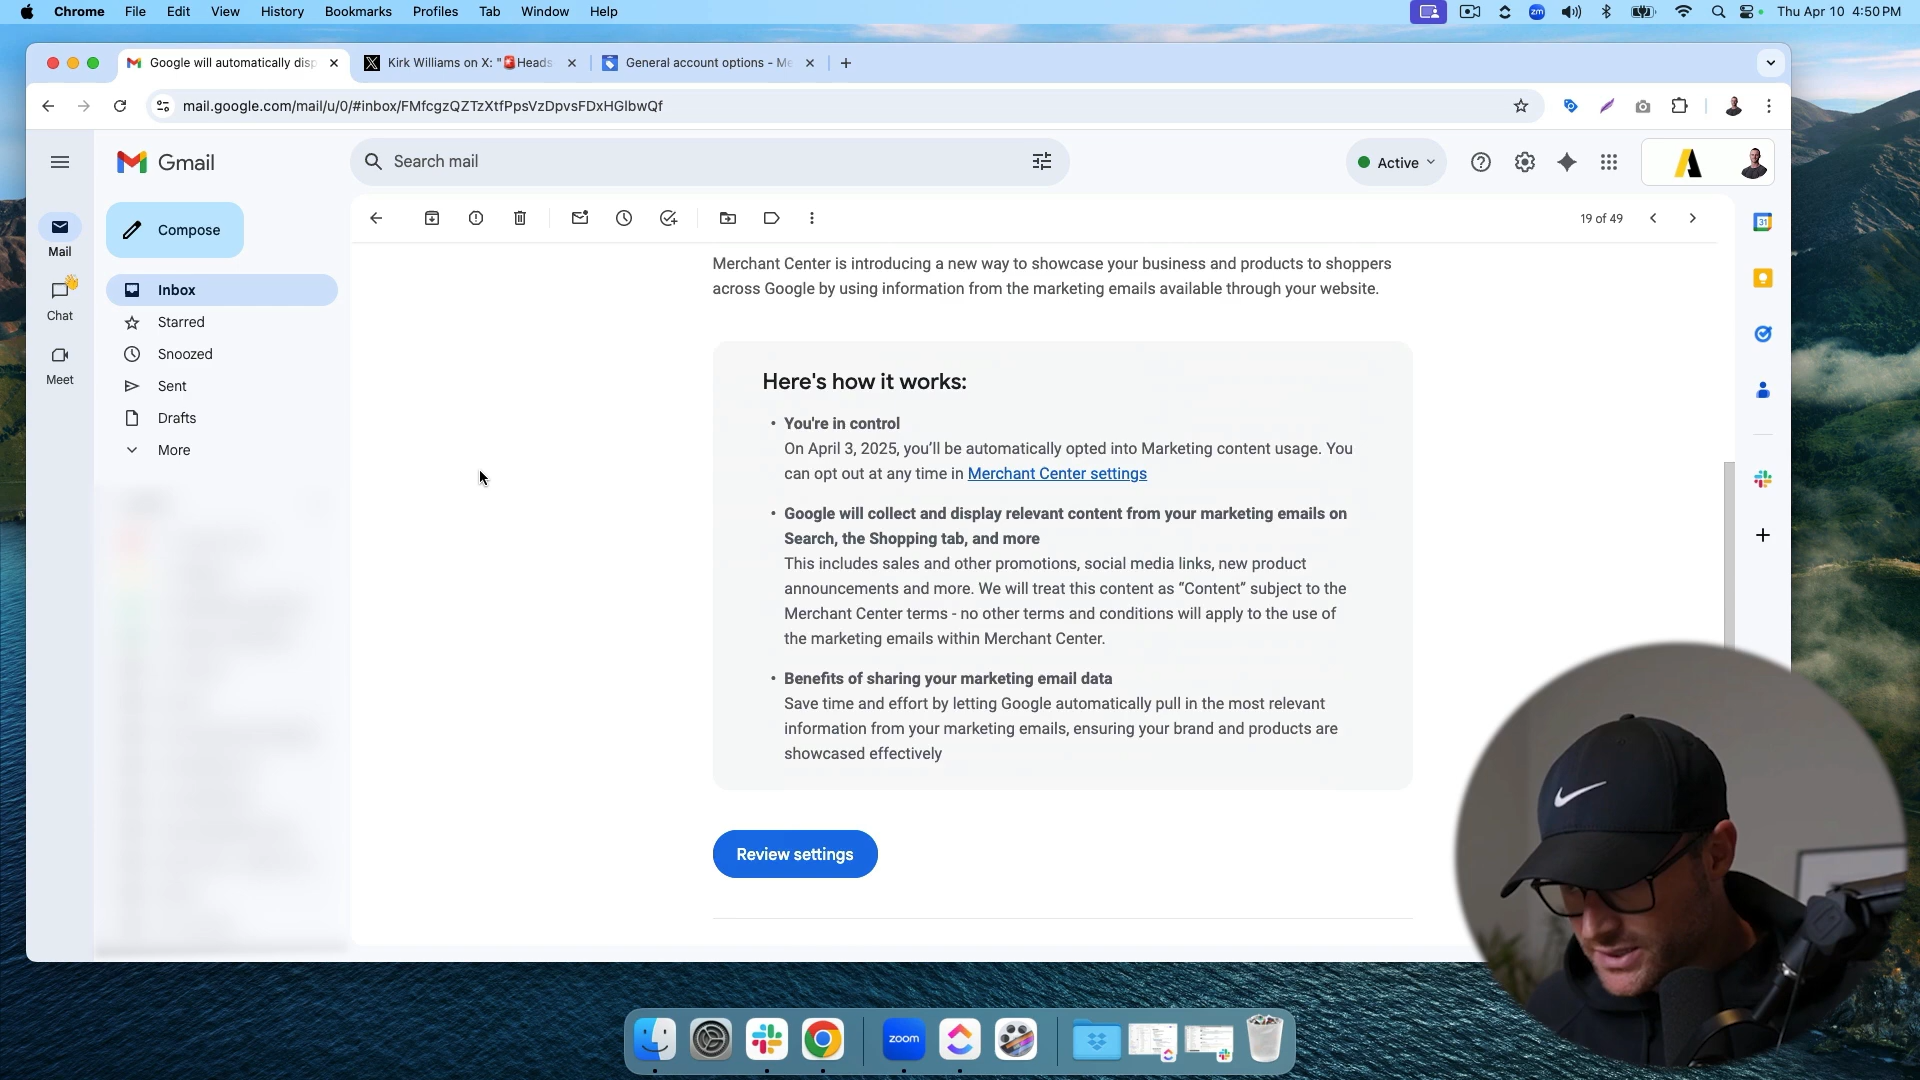 Chrome File Edit View History Bookmarks Profiles Tab Window Help
zm
Thu Apr 10 4:50 PM
Google will automatically disp
Kirk Williams on X: "🚨Heads
General account options - Me
mail.google.com/mail/u/0/#inbox/FMfcgzQZTzXtfPpsVzDpvsFDxHGlbwQf
Gmail
Search mail
Active
Compose
19 of 49
Mail
Chat
Meet
Inbox
Starred
Snoozed
Sent
Drafts
More
31
Merchant Center is introducing a new way to showcase your business and products to shoppers
across Google by using information from the marketing emails available through your website.
Here's how it works:
• You're in control
On April 3, 2025, you’ll be automatically opted into Marketing content usage. You
can opt out at any time in Merchant Center settings
• Google will collect and display relevant content from your marketing emails on
Search, the Shopping tab, and more
This includes sales and other promotions, social media links, new product
announcements and more. We will treat this content as “Content” subject to the
Merchant Center terms - no other terms and conditions will apply to the use of
the marketing emails within Merchant Center.
• Benefits of sharing your marketing email data
Save time and effort by letting Google automatically pull in the most relevant
information from your marketing emails, ensuring your brand and products are
showcased effectively
Review settings
zoom